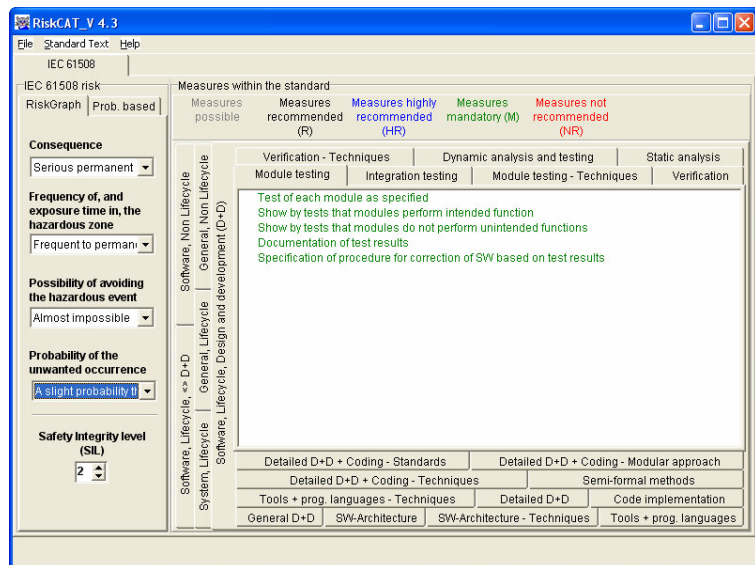 RiskCAT_V 4.3
File Standard Text Help
IEC 61508
IEC 61508 risk
RiskGraph Prob. based
Consequence
Serious permanent
Frequency of, and
exposure time in, the
hazardous zone
Frequent to perman
Possibility of avoiding
the hazardous event
Almost impossible
Probability of the
unwanted occurrence
A slight probability th
Safety Integrity level
(SIL)
2
Measures within the standard
Measures
possible
Measures
recommended
(R)
Measures highly
recommended
(HR)
Measures
mandatory (M)
Measures not
recommended
(NR)
Software, Non Lifecycle
Software, Lifecycle, <> D+D
General, Non Lifecycle
General, Lifecycle
System, Lifecycle
Software, Lifecycle, Design and development (D+D)
Verification - Techniques Dynamic analysis and testing Static analysis
Module testing Integration testing Module testing - Techniques Verification
Test of each module as specified
Show by tests that modules perform intended function
Show by tests that modules do not perform unintended functions
Documentation of test results
Specification of procedure for correction of SW based on test results
Detailed D+D + Coding - Standards Detailed D+D + Coding - Modular approach
Detailed D+D + Coding - Techniques Semi-formal methods
Tools + prog. languages - Techniques Detailed D+D Code implementation
General D+D SW-Architecture SW-Architecture - Techniques Tools + prog. languages